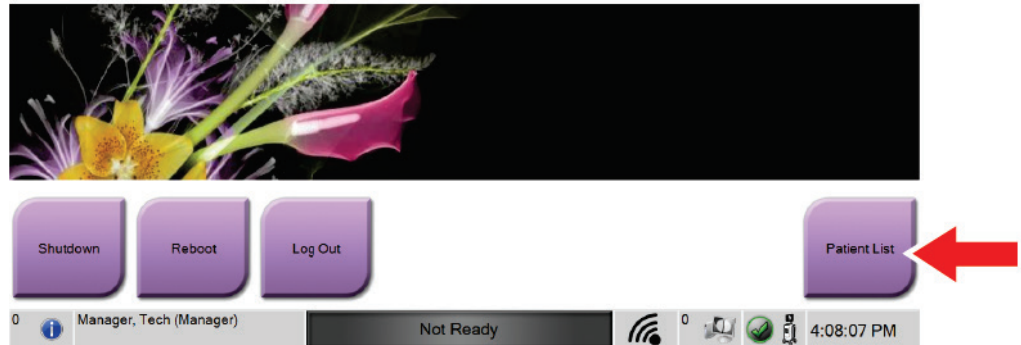 Shutdown
Reboot
Log Out
Patient List
0
Manager, Tech (Manager)
Not Ready
0
4:08:07 PM